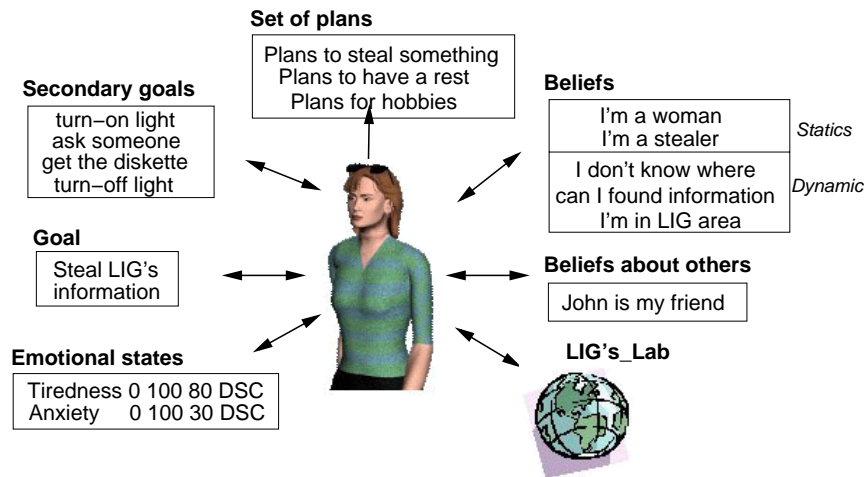 Set of plans
Plans to steal something
Plans to have a rest
Plans for hobbies
Secondary goals
turn−on light
ask someone
get the diskette
turn−off light
Beliefs
I'm a woman
I'm a stealer
Statics
I don't know where
can I found information
I'm in LIG area
Dynamic
Goal
Steal LIG's
information
Beliefs about others
John is my friend
Emotional states
Tiredness 0 100 80 DSC
Anxiety 0 100 30 DSC
LIG's_Lab